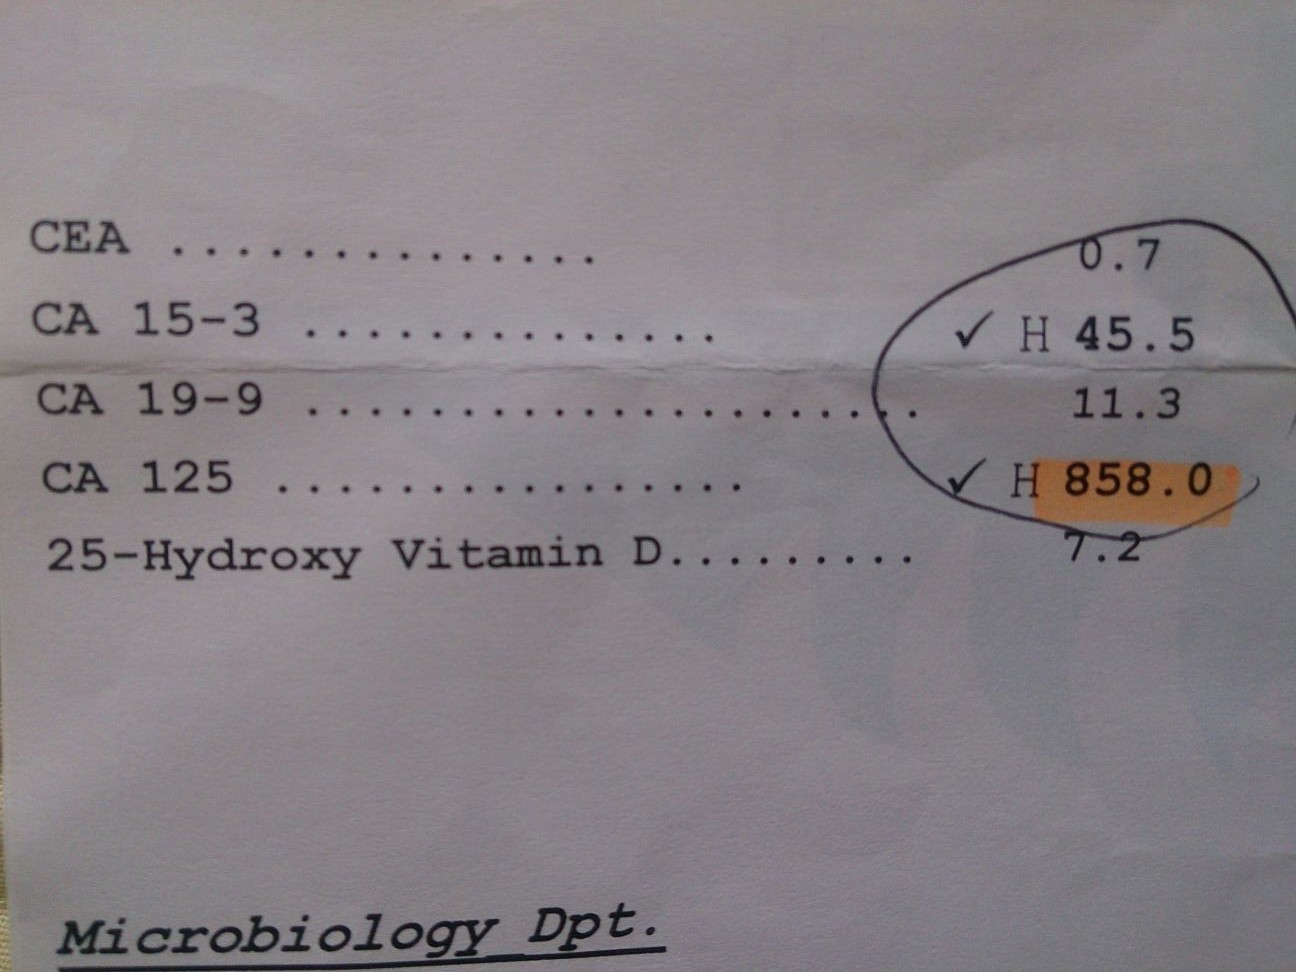 CEA .............. 0.7
CA 15-3 .............. ✓ H 45.5
CA 19-9 .................... 11.3
CA 125 ................ ✓ H 858.0
25-Hydroxy Vitamin D......... 7.2
Microbiology Dpt.